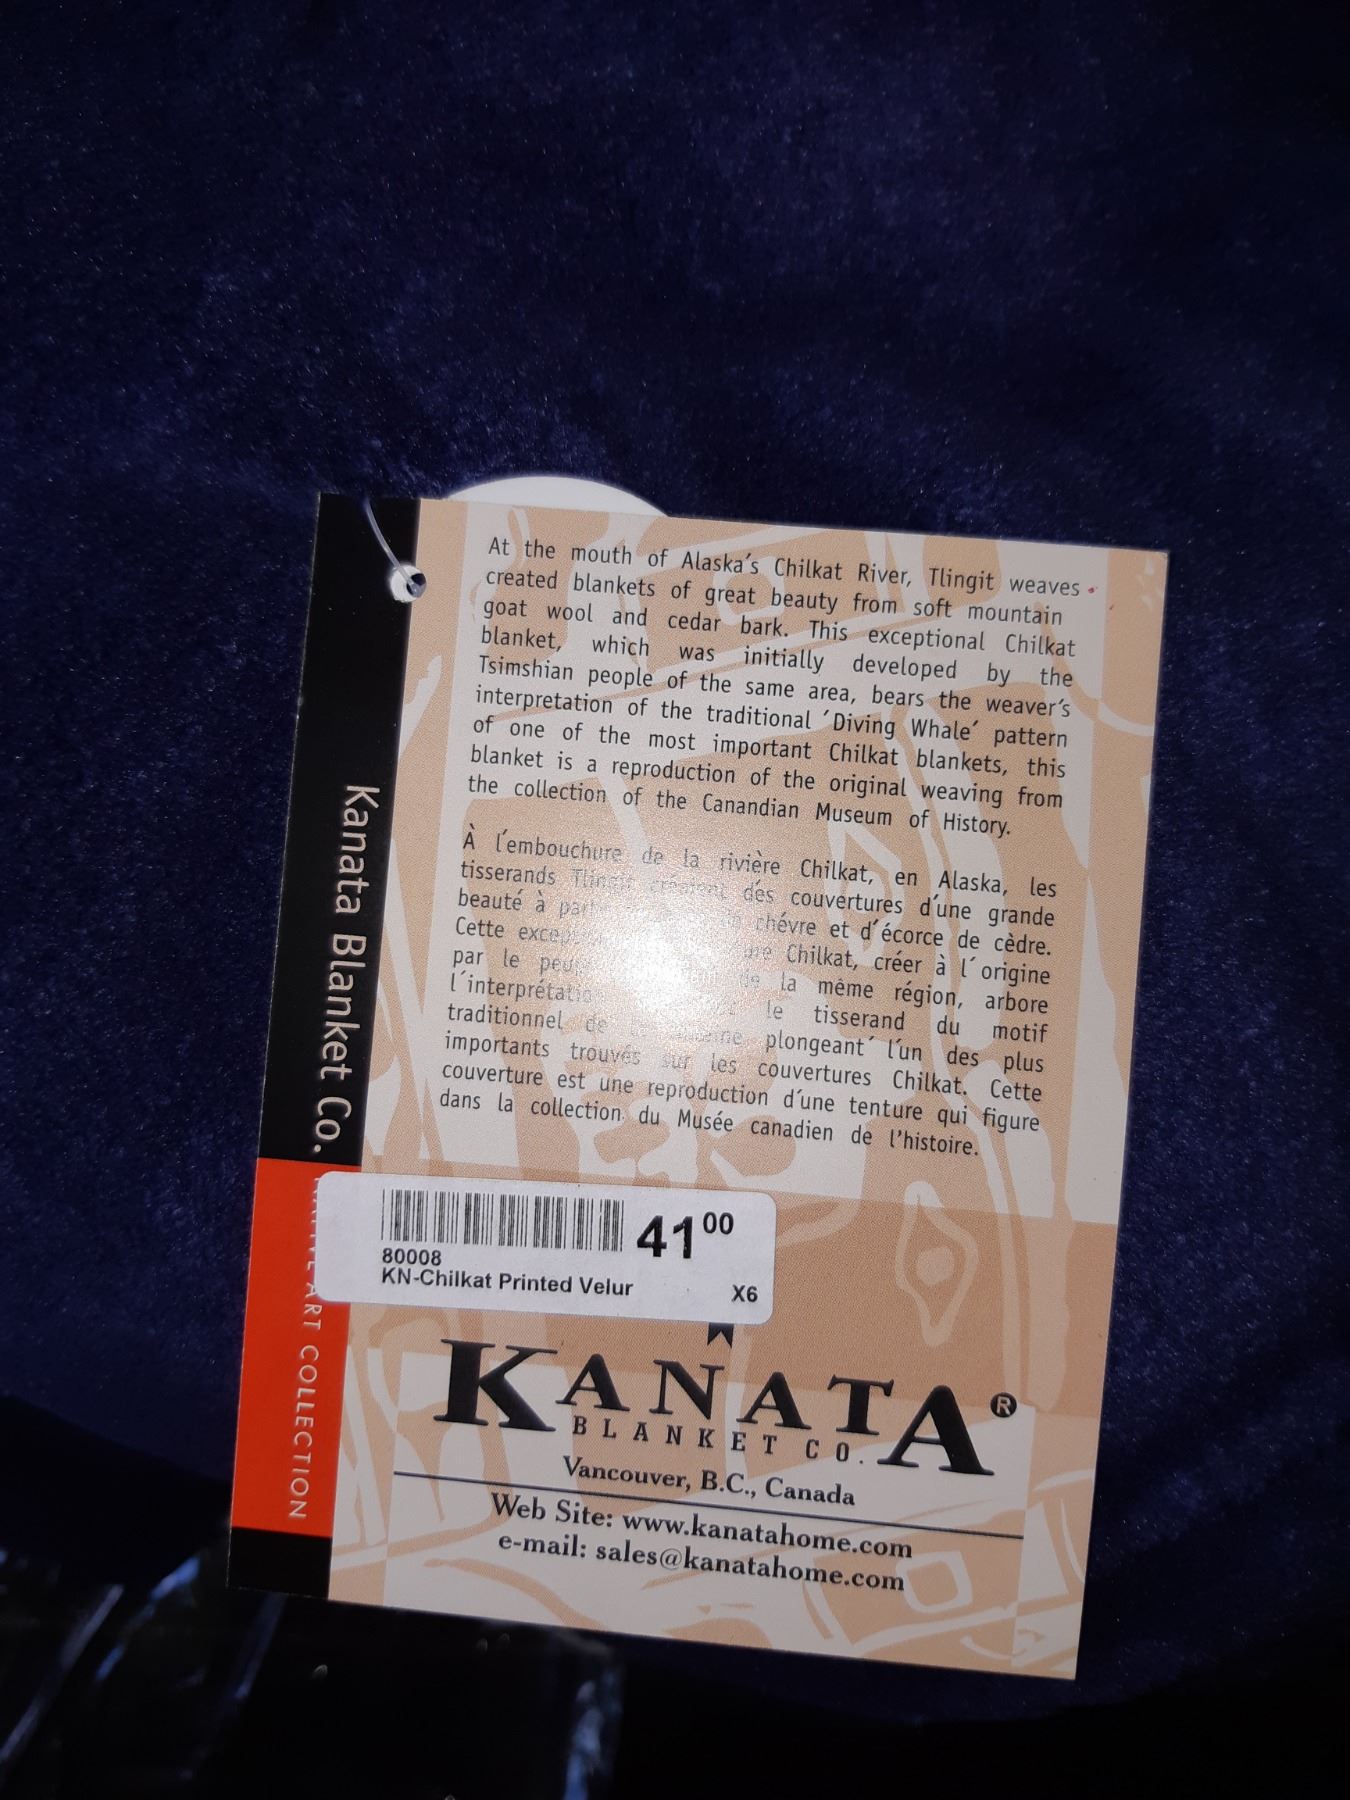 At the mouth of Alaska's Chilkat River, Tlingit weaves
created blankets of great beauty from soft mountain
goat wool and cedar bark. This exceptional Chilkat
blanket, which was initially developed by the
Tsimshian people of the same area, bears the weaver's
interpretation of the traditional 'Diving Whale' pattern
of one of the most important Chilkat blankets, this
blanket is a reproduction of the original weaving from
the collection of the Canandian Museum of History.
À l'embouchure de la rivière Chilkat, en Alaska, les
tisserands Tlingit créaient des couvertures d'une grande
beauté à chévre et d'écorce de cèdre.
Cette Chilkat, créer à l'origine
par le de la même région, arbore
l'interprétation le tisserand du motif
traditionnel de plongeant' l'un des plus
importants trouvés sur les couvertures Chilkat. Cette
couverture est une reproduction d'une tenture qui figure
dans la collection du Musée canadien de l'histoire.
Kanata Blanket Co.
ART COLLECTION
41 00
80008
KN-Chilkat Printed Velur X6
KANATA®
BLANKET CO.
Vancouver, B.C., Canada
Web Site: www.kanatahome.com
e-mail: sales@kanatahome.com